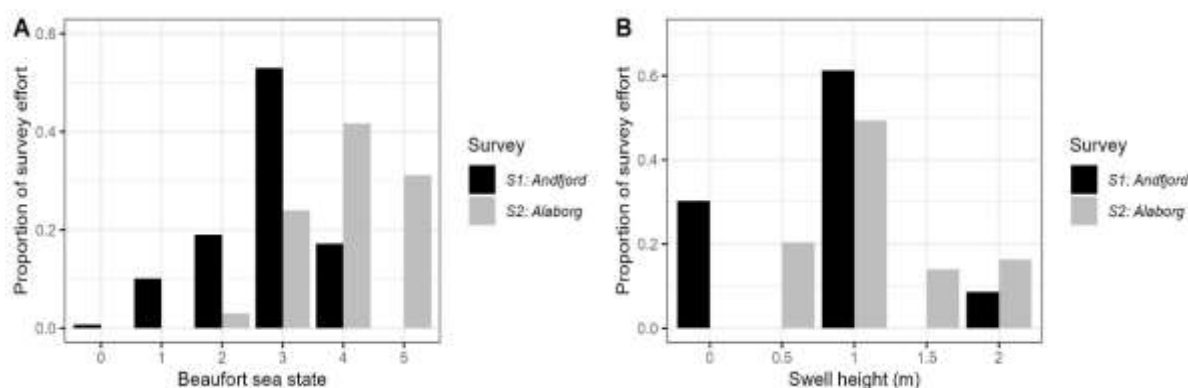 A
Proportion of survey effort
0.6
0.4
0.2
0.0
0 1 2 3 4 5
Beaufort sea state
Survey
S1: Andfjord
S2: Alaborg
B
Proportion of survey effort
0.6
0.4
0.2
0.0
0 0.5 1 1.5 2
Swell height (m)
Survey
S1: Andfjord
S2: Alaborg